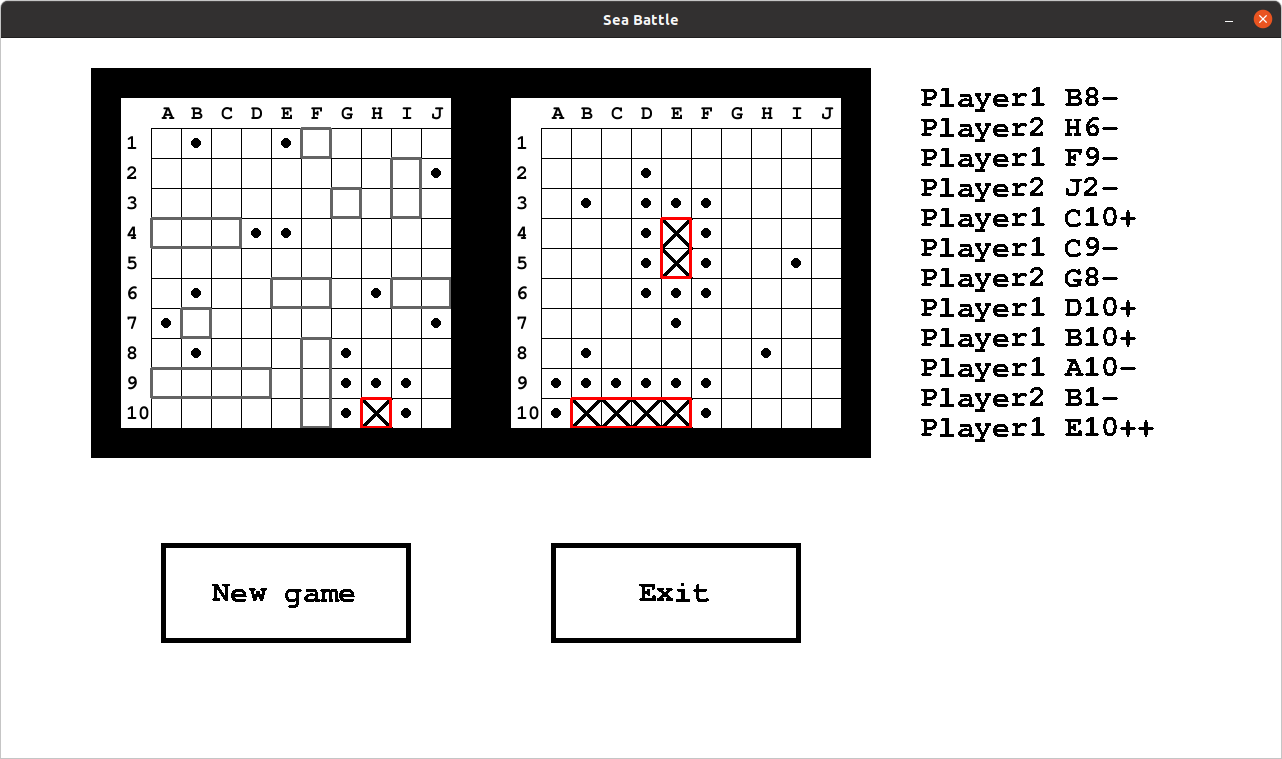 Sea Battle
A B C D E F G H I J
1
2
3
4
5
6
7
8
9
10
A B C D E F G H I J
1
2
3
4
5
6
7
8
9
10
Player1 B8-
Player2 H6-
Player1 F9-
Player2 J2-
Player1 C10+
Player1 C9-
Player2 G8-
Player1 D10+
Player1 B10+
Player1 A10-
Player2 B1-
Player1 E10++
New game
Exit